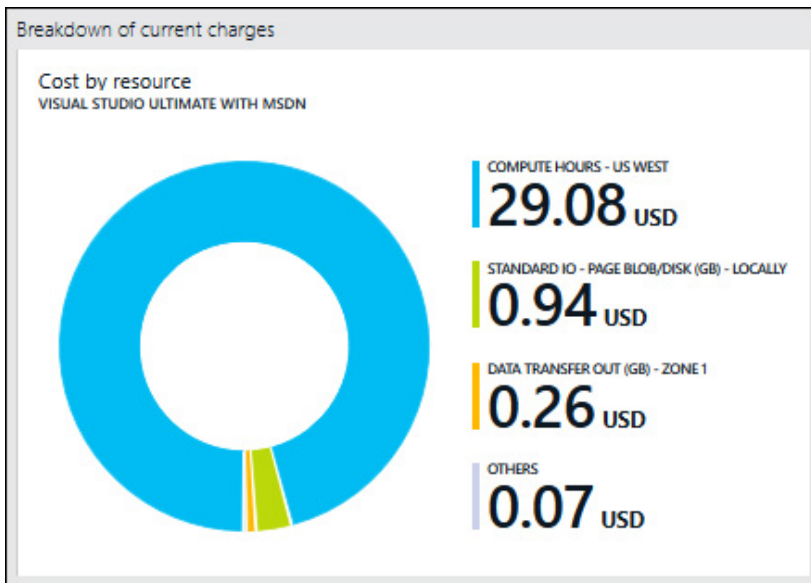 Breakdown of current charges
Cost by resource
VISUAL STUDIO ULTIMATE WITH MSDN
COMPUTE HOURS - US WEST
29.08 USD
STANDARD IO - PAGE BLOB/DISK (GB) - LOCALLY
0.94 USD
DATA TRANSFER OUT (GB) - ZONE 1
0.26 USD
OTHERS
0.07 USD